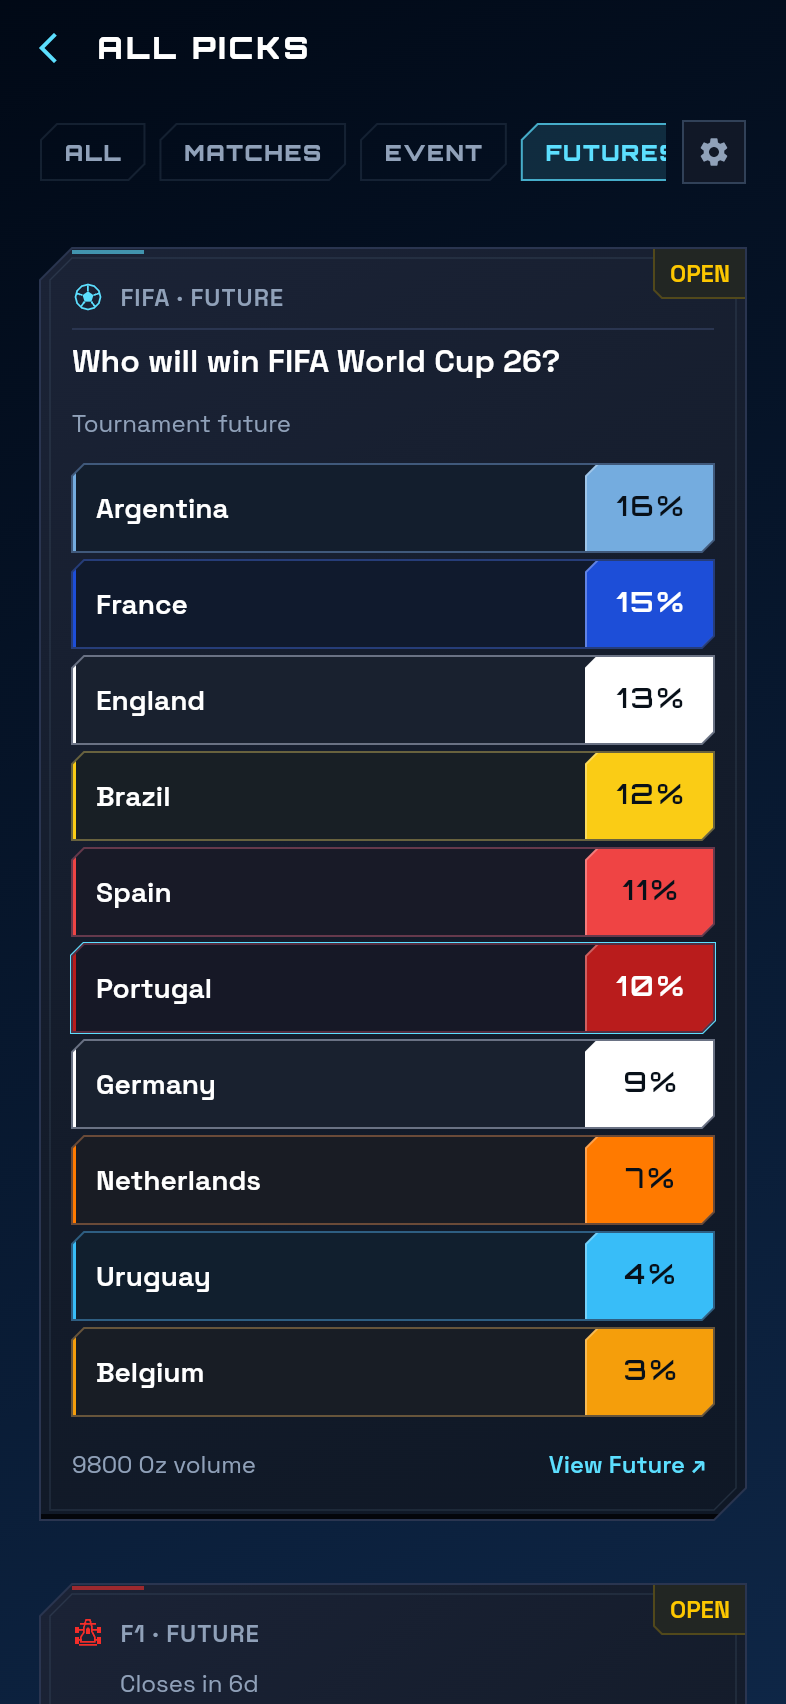 ALL PICKS
ALL MATCHES EVENT FUTURES
OPEN
FIFA · FUTURE
Who will win FIFA World Cup 26?
Tournament future
Argentina 16%
France 15%
England 13%
Brazil 12%
Spain 11%
Portugal 10%
Germany 9%
Netherlands 7%
Uruguay 4%
Belgium 3%
9800 Oz volume View Future ↗
OPEN
F1 · FUTURE
Closes in 6d